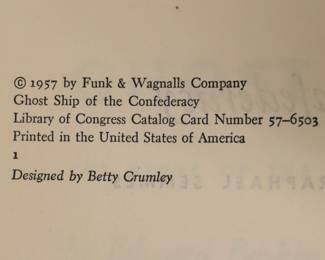 © 1957 by Funk & Wagnalls Company
Ghost Ship of the Confederacy
Library of Congress Catalog Card Number 57–6503
Printed in the United States of America
1
Designed by Betty Crumley